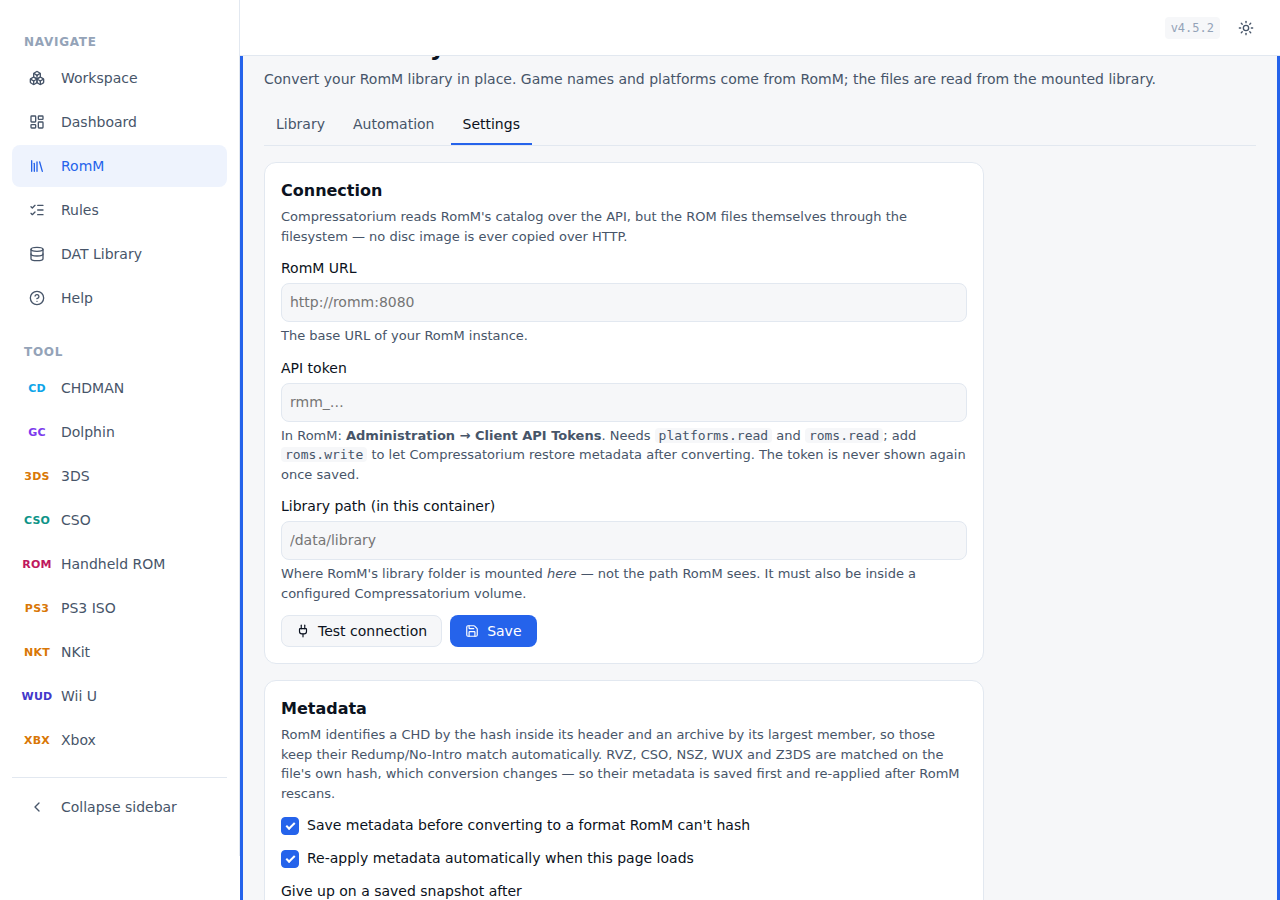 NAVIGATE
Workspace
Dashboard
RomM
Rules
DAT Library
Help
TOOL
CD CHDMAN
GC Dolphin
3DS 3DS
CSO CSO
ROM Handheld ROM
PS3 PS3 ISO
NKT NKit
WUD Wii U
XBX Xbox
Collapse sidebar
v4.5.2
Convert your RomM library in place. Game names and platforms come from RomM; the files are read from the mounted library.
Library Automation Settings
Connection
Compressatorium reads RomM's catalog over the API, but the ROM files themselves through the
filesystem — no disc image is ever copied over HTTP.
RomM URL
http://romm:8080
The base URL of your RomM instance.
API token
rmm_…
In RomM: Administration → Client API Tokens. Needs platforms.read and roms.read; add
roms.write to let Compressatorium restore metadata after converting. The token is never shown again
once saved.
Library path (in this container)
/data/library
Where RomM's library folder is mounted here — not the path RomM sees. It must also be inside a
configured Compressatorium volume.
Test connection Save
Metadata
RomM identifies a CHD by the hash inside its header and an archive by its largest member, so those
keep their Redump/No-Intro match automatically. RVZ, CSO, NSZ, WUX and Z3DS are matched on the
file's own hash, which conversion changes — so their metadata is saved first and re-applied after RomM
rescans.
Save metadata before converting to a format RomM can't hash
Re-apply metadata automatically when this page loads
Give up on a saved snapshot after